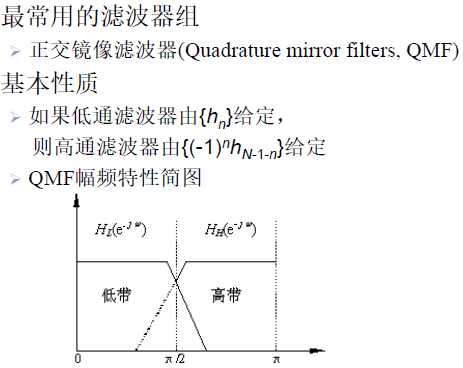 最常用的滤波器组
➢ 正交镜像滤波器(Quadrature mirror filters, QMF)
基本性质
➢ 如果低通滤波器由{hₙ}给定，
则高通滤波器由{(-1)ⁿh_{N-1-n}}给定
➢ QMF幅频特性简图
H_L(e^{-jω}) H_H(e^{-jω})
低带 高带
0 π/2 π